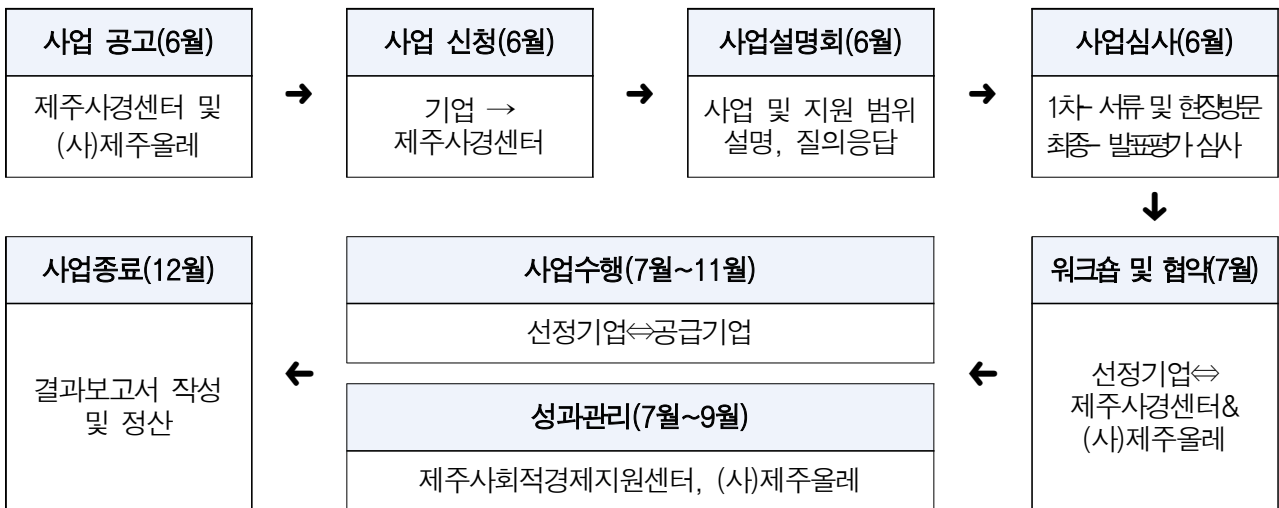 사업 공고(6월)
제주사경센터 및
(사)제주올레
➜
사업 신청(6월)
기업 →
제주사경센터
➜
사업설명회(6월)
사업 및 지원 범위
설명, 질의응답
➜
사업심사(6월)
1차- 서류 및 현장방문
최종- 발표평가 심사
↓
워크숍 및 협약(7월)
선정기업⇔
제주사경센터&
(사)제주올레
←
사업수행(7월~11월)
선정기업⇔공급기업
성과관리(7월~9월)
제주사회적경제지원센터, (사)제주올레
←
사업종료(12월)
결과보고서 작성
및 정산